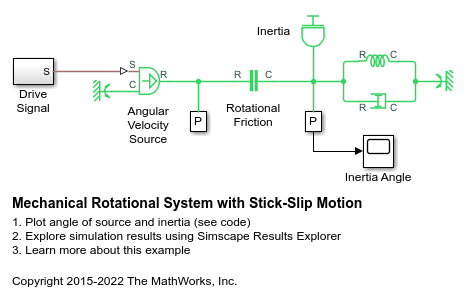 Inertia
S
R
C
S
C
R
R
C
R
C
Drive
Signal
Angular
Velocity
Source
P
Rotational
Friction
P
Inertia Angle
Mechanical Rotational System with Stick-Slip Motion
1. Plot angle of source and inertia (see code)
2. Explore simulation results using Simscape Results Explorer
3. Learn more about this example
Copyright 2015-2022 The MathWorks, Inc.